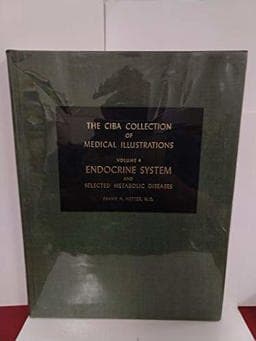 THE CIBA COLLECTION
OF
MEDICAL ILLUSTRATIONS
VOLUME 4
ENDOCRINE SYSTEM
AND
SELECTED METABOLIC DISEASES
FRANK H. NETTER, M.D.